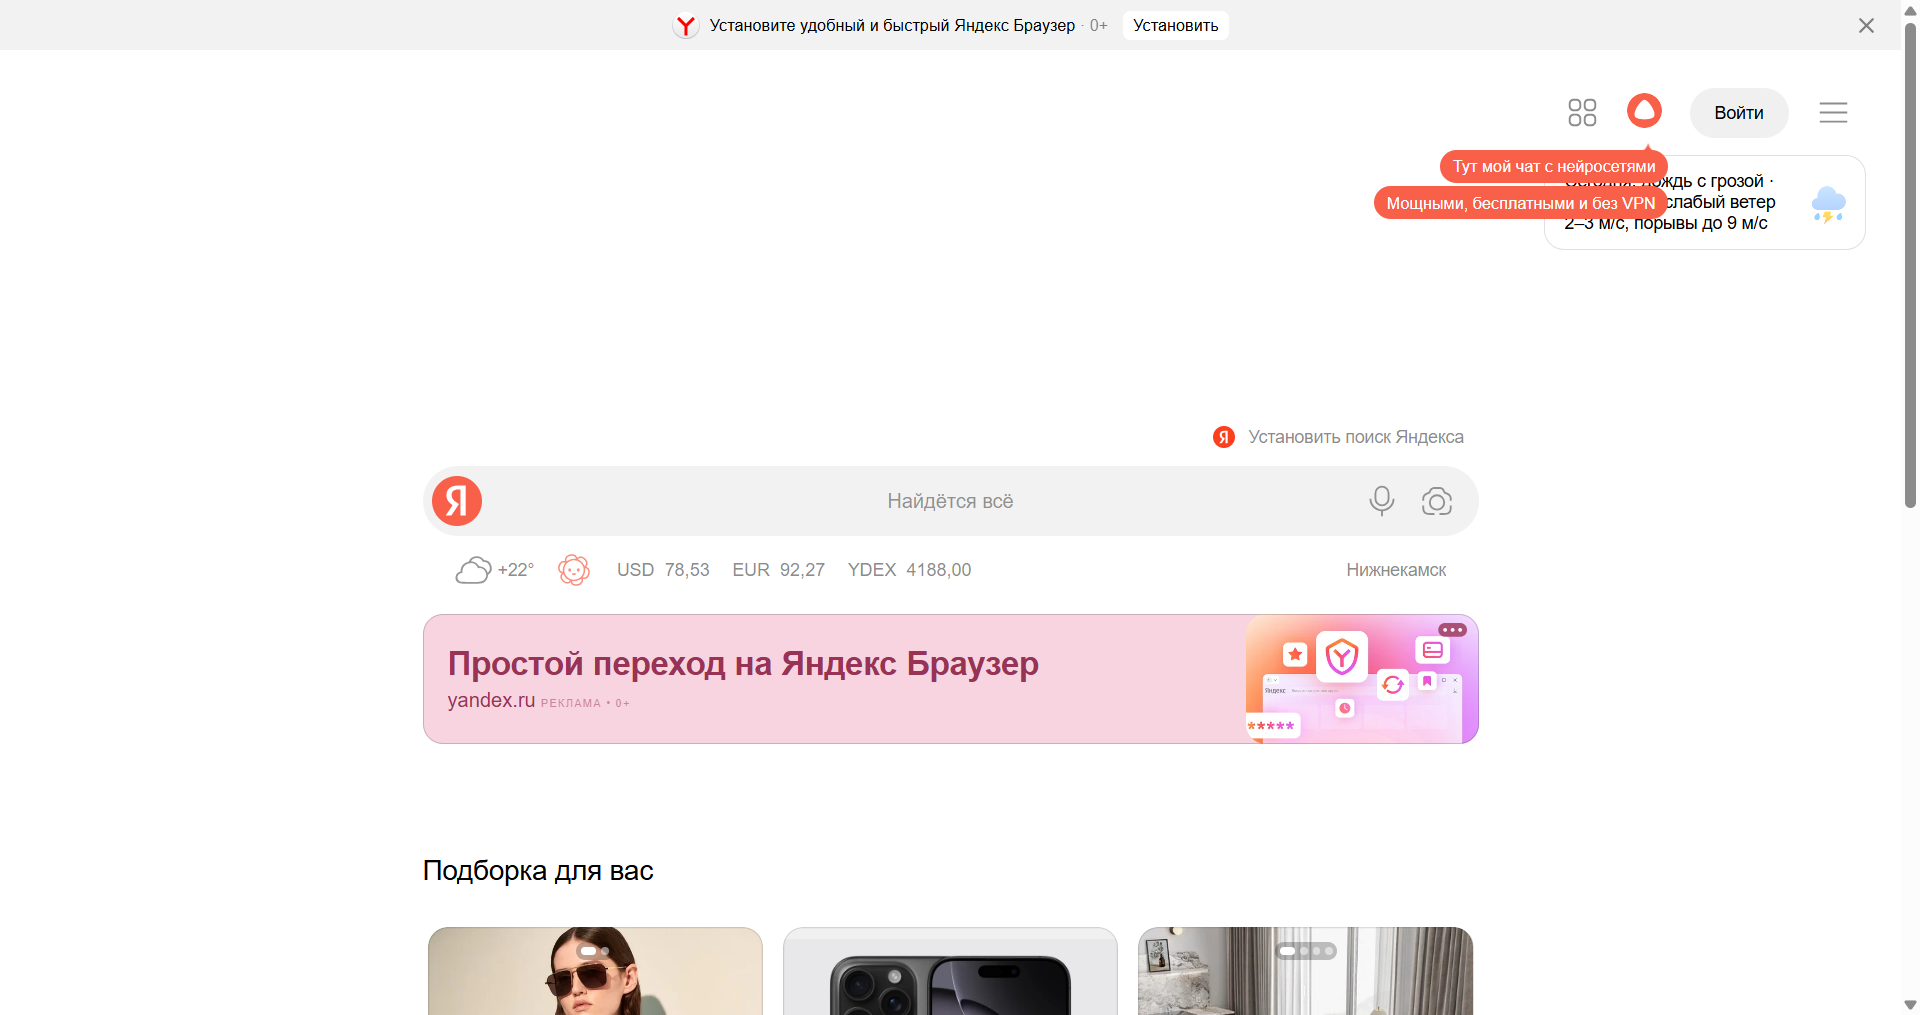 Установите удобный и быстрый Яндекс Браузер · 0+
Установить
Войти
Тут мой чат с нейросетями
Мощными, бесплатными и без VPN
дождь с грозой ·
слабый ветер
2–3 м/с, порывы до 9 м/с
Установить поиск Яндекса
Я
Найдётся всё
+22°
USD 78,53
EUR 92,27
YDEX 4188,00
Нижнекамск
Простой переход на Яндекс Браузер
yandex.ru РЕКЛАМА • 0+
Яндекс
*****
Подборка для вас